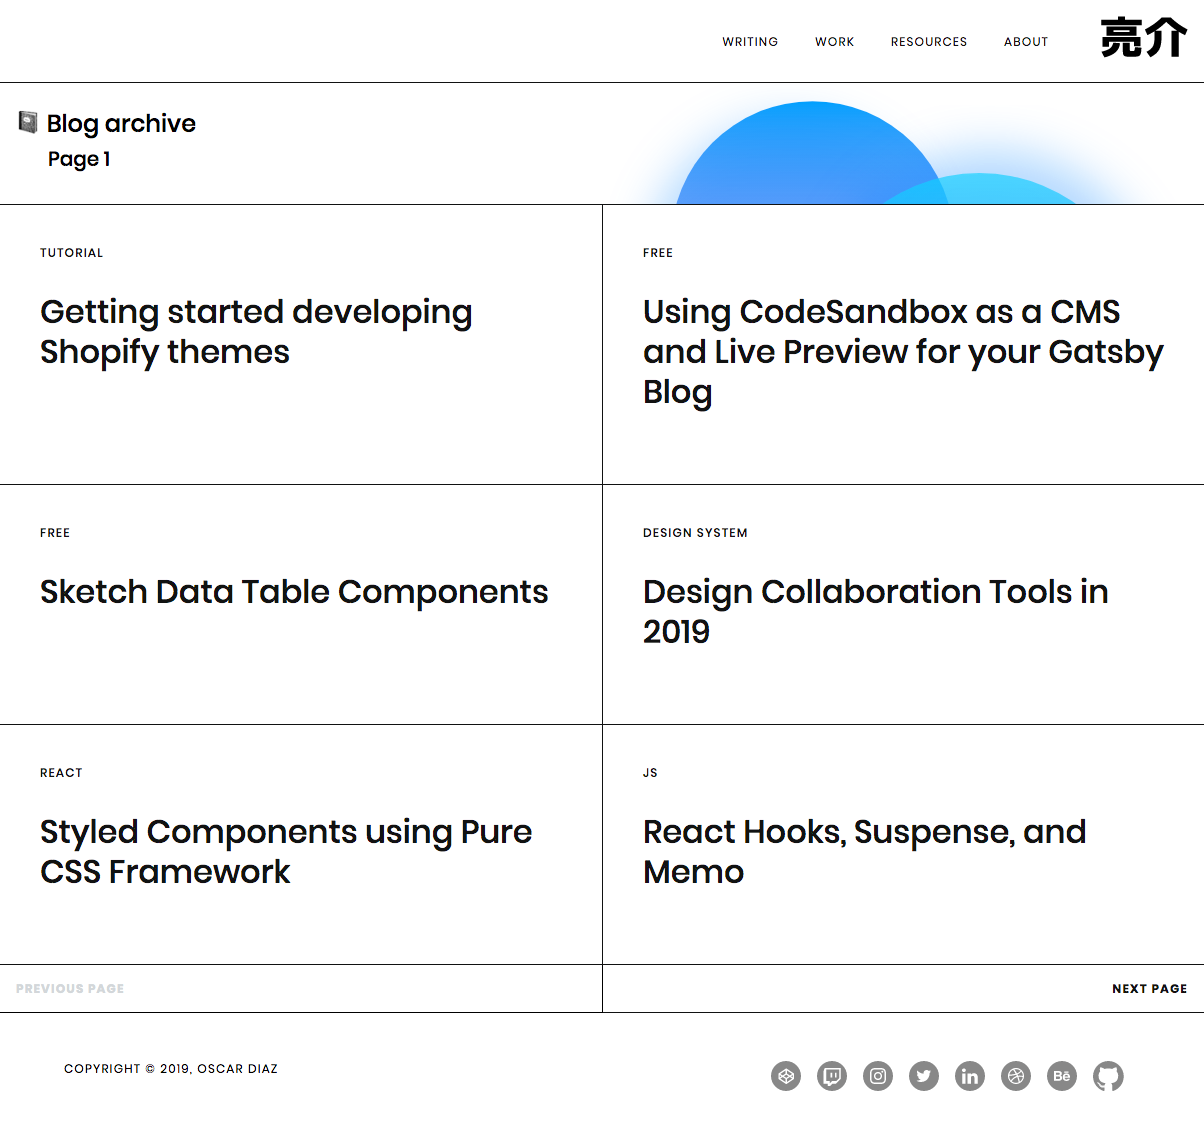 WRITING WORK RESOURCES ABOUT 亮介
Blog archive
Page 1
TUTORIAL
Getting started developing
Shopify themes
FREE
Using CodeSandbox as a CMS
and Live Preview for your Gatsby
Blog
FREE
Sketch Data Table Components
DESIGN SYSTEM
Design Collaboration Tools in
2019
REACT
Styled Components using Pure
CSS Framework
JS
React Hooks, Suspense, and
Memo
PREVIOUS PAGE
NEXT PAGE
COPYRIGHT © 2019, OSCAR DIAZ
in
Bē